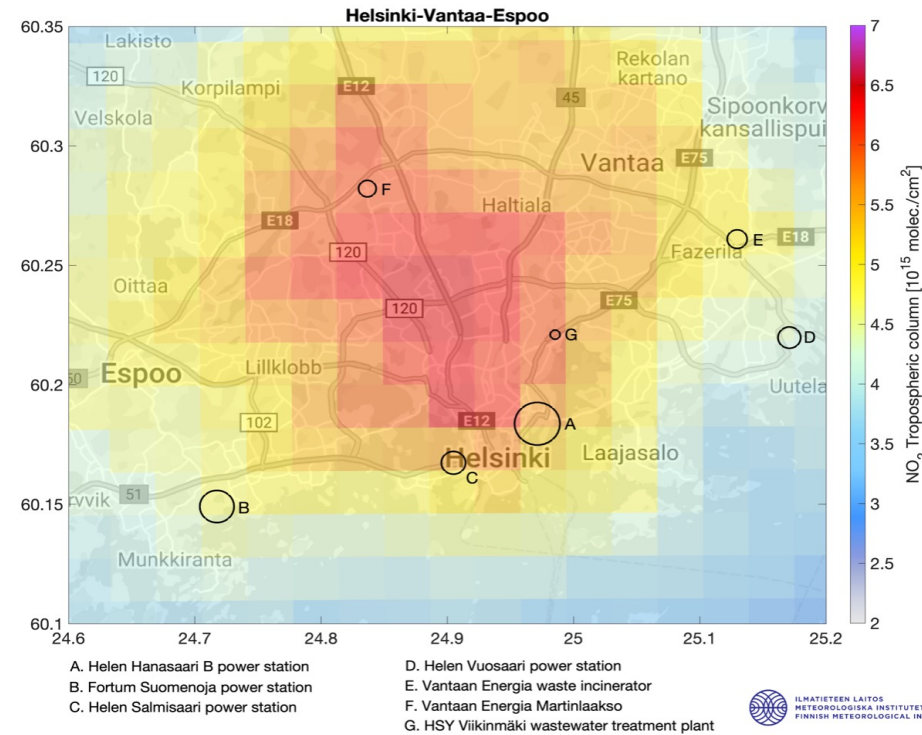 Helsinki-Vantaa-Espoo
60.35
60.3
60.25
60.2
60.15
60.1
24.6 24.7 24.8 24.9 25 25.1 25.2
Lakisto
120
Korpilampi
E12
45
Rekolan
kartano
Velskola
Sipoonkorv
kansallispui
Vantaa
E75
F
Haltiala
E18
120
Fazerila
E
E18
Oittaa
120
E75
G
D
Espoo
Lillklobb
Uutela
102
E12
A
Helsinki
Laajasalo
C
rvvik
51
B
Munkkiranta
7
6.5
6
5.5
5
4.5
4
3.5
3
2.5
2
NO2 Tropospheric column [10^15 molec./cm^2]
A. Helen Hanasaari B power station
B. Fortum Suomenoja power station
C. Helen Salmisaari power station
D. Helen Vuosaari power station
E. Vantaan Energia waste incinerator
F. Vantaan Energia Martinlaakso
G. HSY Viikinmäki wastewater treatment plant
ILMATIETEEN LAITOS
METEOROLOGISKA INSTITUTET
FINNISH METEOROLOGICAL IN